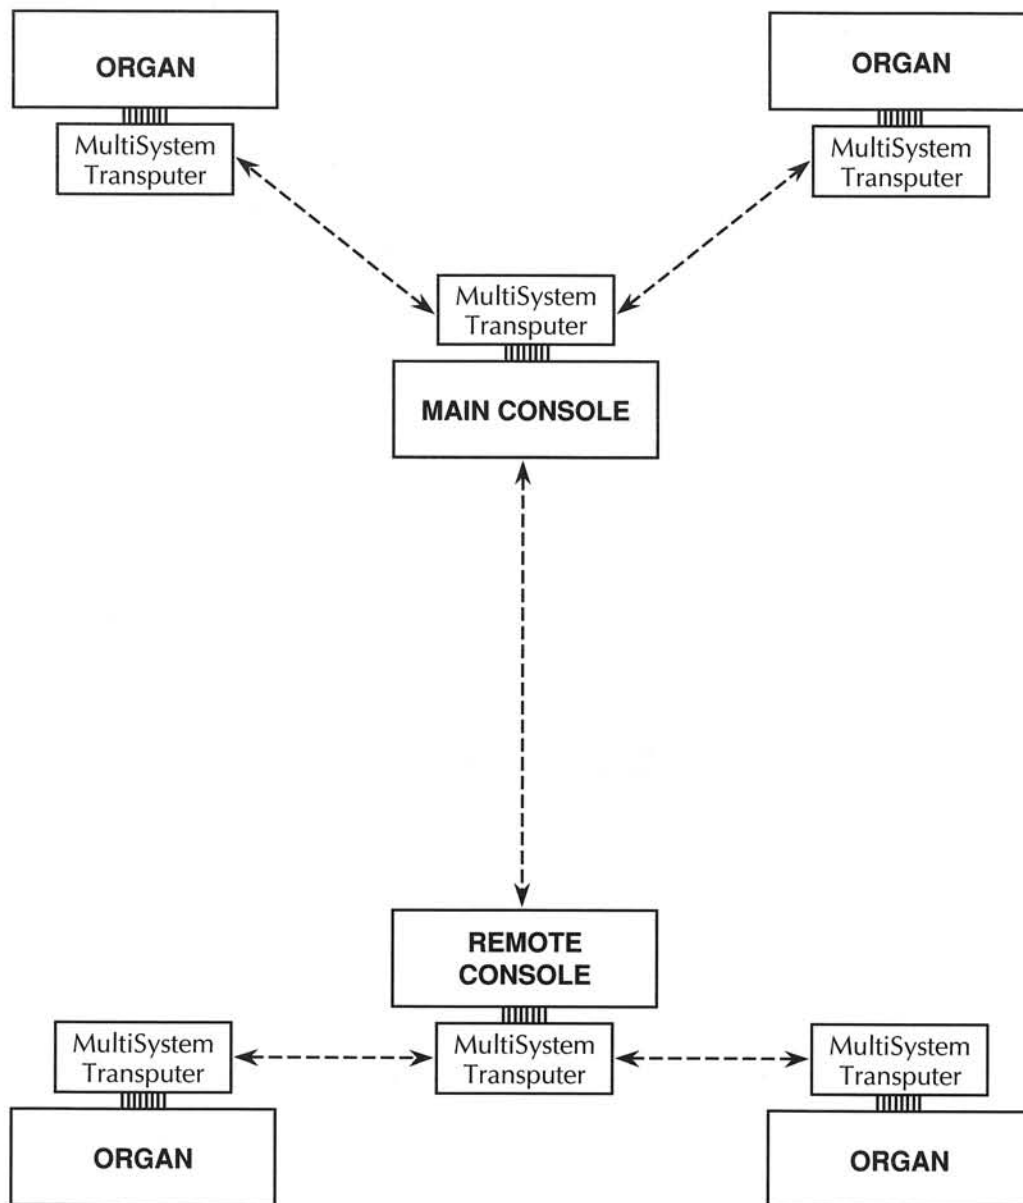 ORGAN
MultiSystem
Transputer
ORGAN
MultiSystem
Transputer
MultiSystem
Transputer
MAIN CONSOLE
REMOTE
CONSOLE
MultiSystem
Transputer
MultiSystem
Transputer
ORGAN
MultiSystem
Transputer
ORGAN